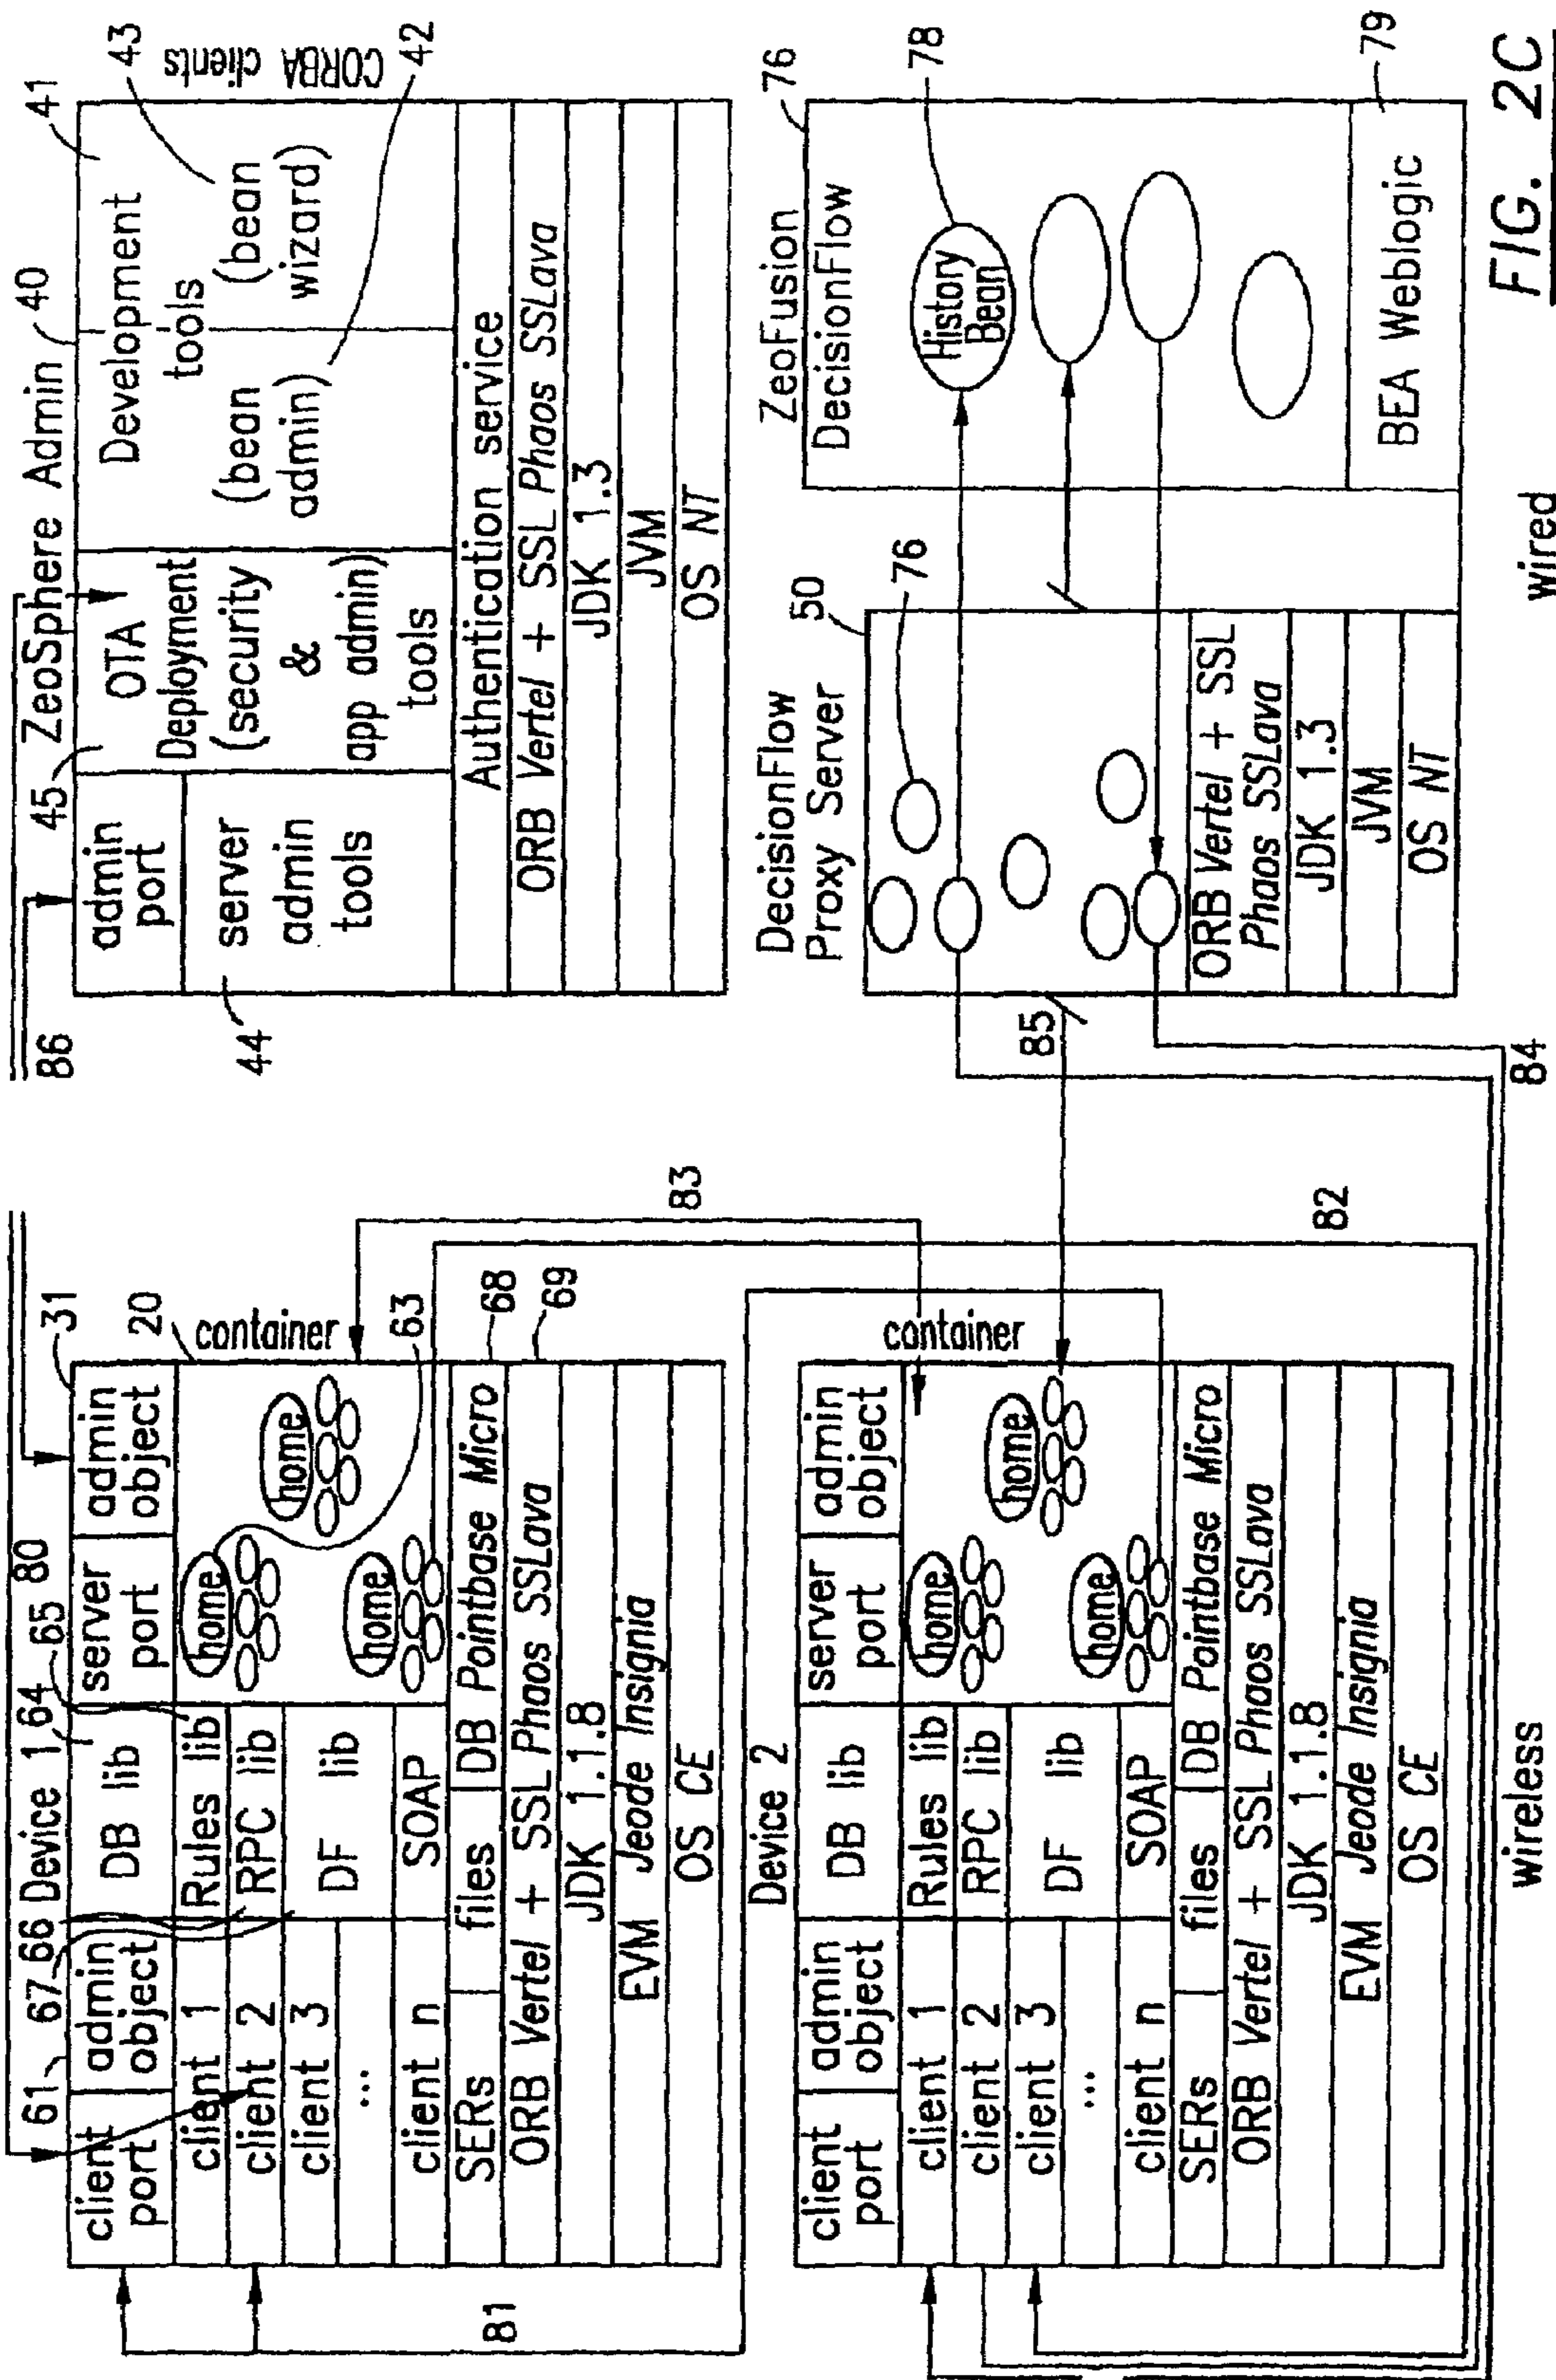 61
67
66
Device 1
64
65
80
31
client port
admin object
DB lib
server port
admin object
20
container
client 1
client 2
client 3
...
client n
Rules lib
RPC lib
DF lib
SOAP
home
home
home
63
SERs
files
DB Pointbase Micro
68
ORB Vertel + SSL Phaos SSLava
69
JDK 1.1.8
EVM Jeode Insignia
OS CE
81
83
Device 2
client port
admin object
DB lib
server port
admin object
container
client 1
client 2
client 3
...
client n
Rules lib
RPC lib
DF lib
SOAP
home
home
home
SERs
files
DB Pointbase Micro
ORB Vertel + SSL Phaos SSLava
JDK 1.1.8
EVM Jeode Insignia
OS CE
82
wireless
86
45
ZeoSphere Admin
40
41
admin port
OTA
Deployment
(security
&
app admin)
tools
Development
tools
(bean
admin)
(bean
wizard)
43
CORBA
clients
42
44
server
admin
tools
Authentication service
ORB Vertel + SSL Phaos SSLava
JDK 1.3
JVM
OS NT
DecisionFlow
Proxy Server
50
76
85
ORB Vertel + SSL
Phaos SSLava
JDK 1.3
JVM
OS NT
84
ZeoFusion
DecisionFlow
76
History
Bean
78
BEA Weblogic
79
wired
FIG. 2C